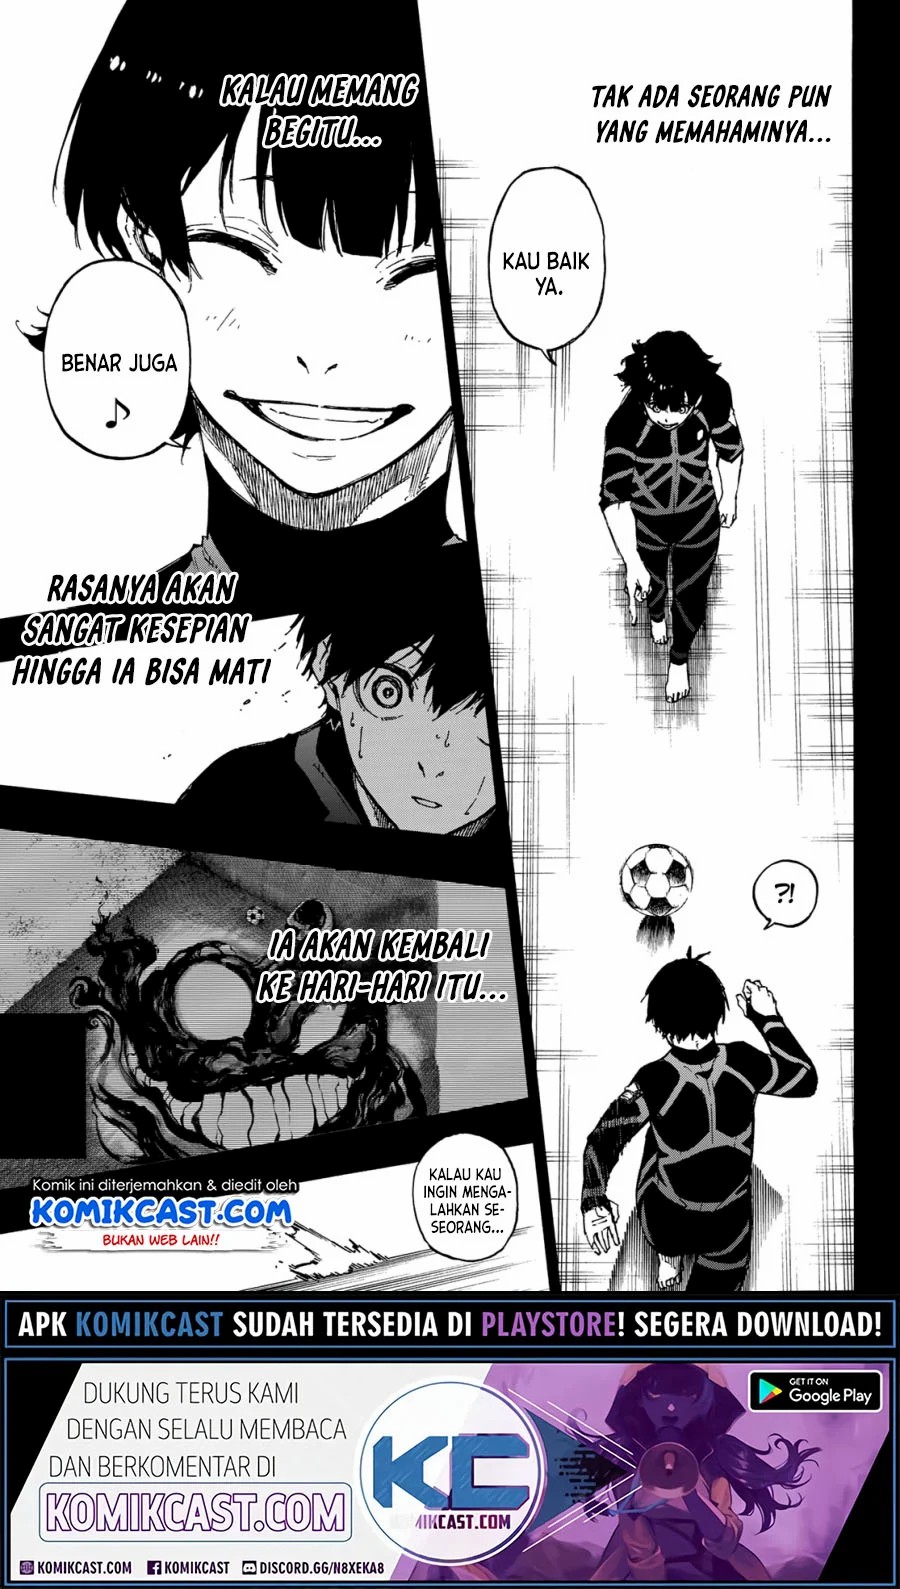 TAK ADA SEORANG PUN
YANG MEMAHAMINYA...
KAU BAIK
YA.
?!
KALAU MEMANG
BEGITU...
BENAR JUGA
♪
RASANYA AKAN
SANGAT KESEPIAN
HINGGA IA BISA MATI
IA AKAN KEMBALI
KE HARI-HARI ITU...
KALAU KAU
INGIN MENGA-
LAHKAN SE-
SEORANG...
Komik ini diterjemahkan & diedit oleh
KOMIKCAST.COM
BUKAN WEB LAIN!!
APK KOMIKCAST SUDAH TERSEDIA DI PLAYSTORE! SEGERA DOWNLOAD!
DUKUNG TERUS KAMI
DENGAN SELALU MEMBACA
DAN BERKOMENTAR DI
KOMIKCAST.COM
KOMIKCAST.COM
KOMIKCAST
DISCORD.GG/N8XEKA8
KC
KOMIKCAST.COM
GET IT ON
Google Play